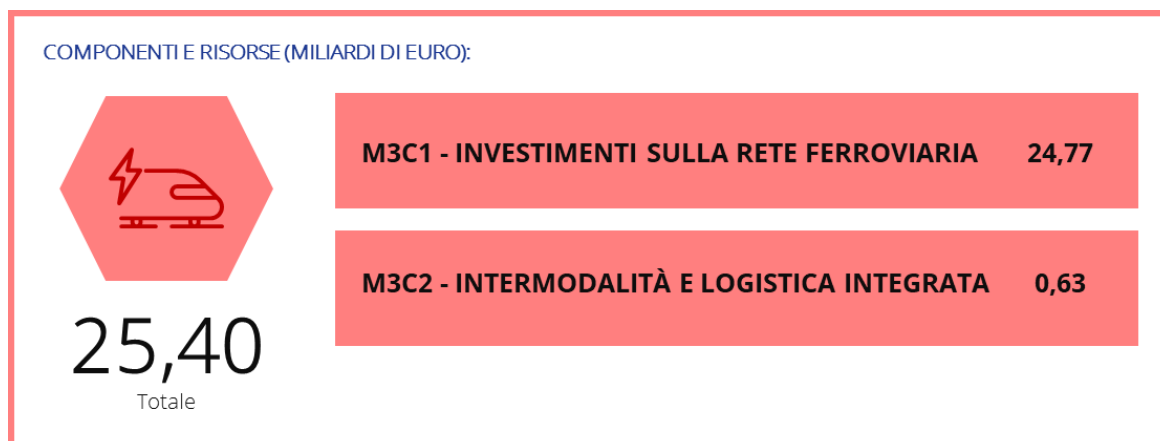 COMPONENTI E RISORSE (MILIARDI DI EURO):
M3C1 - INVESTIMENTI SULLA RETE FERROVIARIA 24,77
M3C2 - INTERMODALITÀ E LOGISTICA INTEGRATA 0,63
25,40
Totale